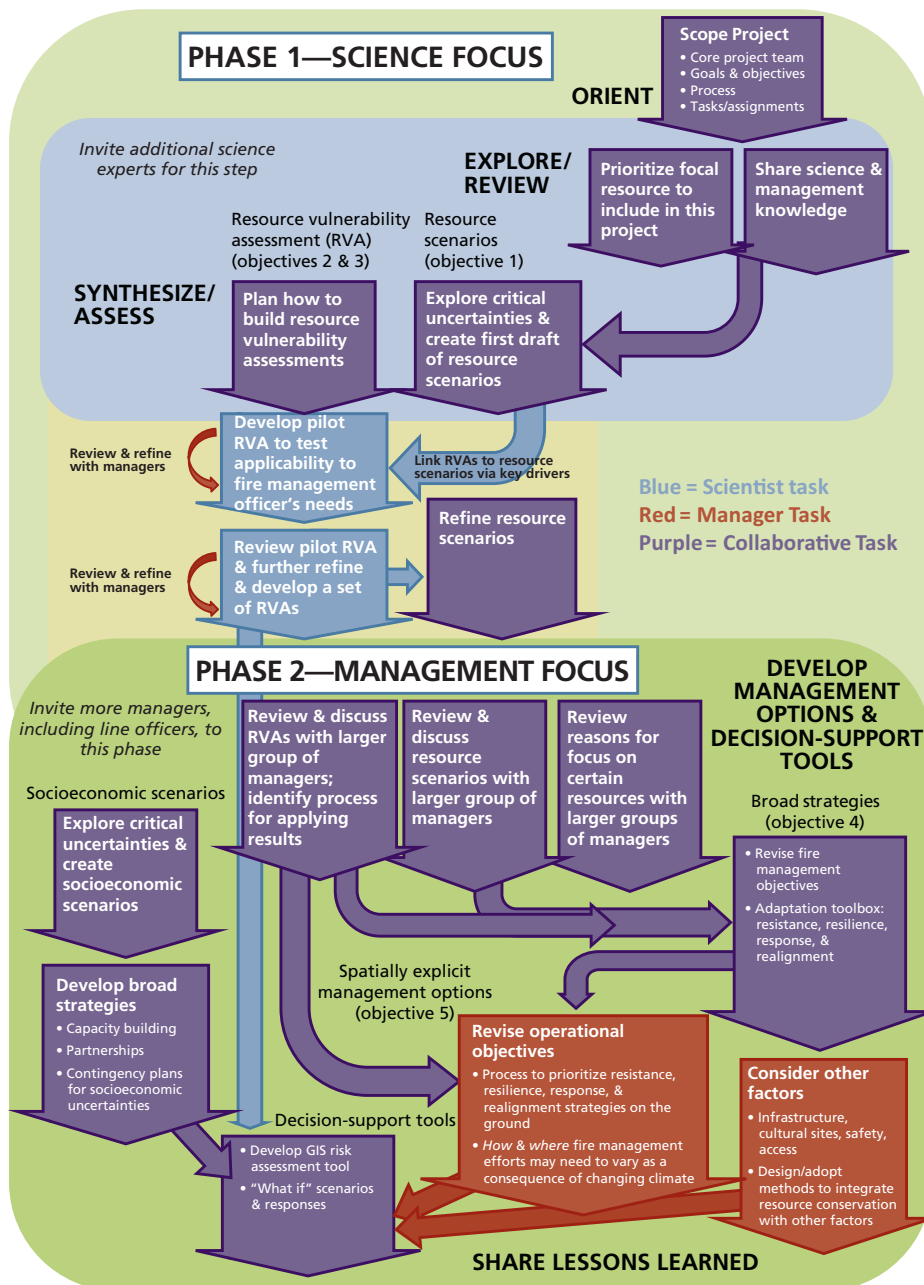 PHASE 1—SCIENCE FOCUS
Scope Project
• Core project team
• Goals & objectives
• Process
• Tasks/assignments
ORIENT
Invite additional science
experts for this step
EXPLORE/
REVIEW
Prioritize focal
resource to
include in this
project
Share science &
management
knowledge
Resource vulnerability
assessment (RVA)
(objectives 2 & 3)
Resource
scenarios
(objective 1)
SYNTHESIZE/
ASSESS
Plan how to
build resource
vulnerability
assessments
Explore critical
uncertainties &
create first draft
of resource
scenarios
Review & refine
with managers
Develop pilot
RVA to test
applicability to
fire management
officer's needs
Link RVAs to resource
scenarios via key drivers
Blue = Scientist task
Red = Manager Task
Purple = Collaborative Task
Refine resource
scenarios
Review & refine
with managers
Review pilot RVA
& further refine
& develop a set
of RVAs
PHASE 2—MANAGEMENT FOCUS
DEVELOP
MANAGEMENT
OPTIONS &
DECISION-SUPPORT
TOOLS
Invite more managers,
including line officers, to
this phase
Review & discuss
RVAs with larger
group of
managers;
identify process
for applying
results
Review &
discuss
resource
scenarios with
larger group of
managers
Review
reasons for
focus on
certain
resources with
larger groups
of managers
Socioeconomic scenarios
Explore critical
uncertainties &
create
socioeconomic
scenarios
Broad strategies
(objective 4)
• Revise fire
management
objectives
• Adaptation toolbox:
resistance, resilience,
response, &
realignment
Develop broad
strategies
• Capacity building
• Partnerships
• Contingency plans
for socioeconomic
uncertainties
Spatially explicit
management options
(objective 5)
Revise operational
objectives
• Process to prioritize resistance,
resilience, response, &
realignment strategies on the
ground
• How & where fire management
efforts may need to vary as a
consequence of changing climate
Consider other
factors
• Infrastructure,
cultural sites, safety,
access
• Design/adopt
methods to integrate
resource conservation
with other factors
Decision-support tools
• Develop GIS risk
assessment tool
• "What if" scenarios
& responses
SHARE LESSONS LEARNED